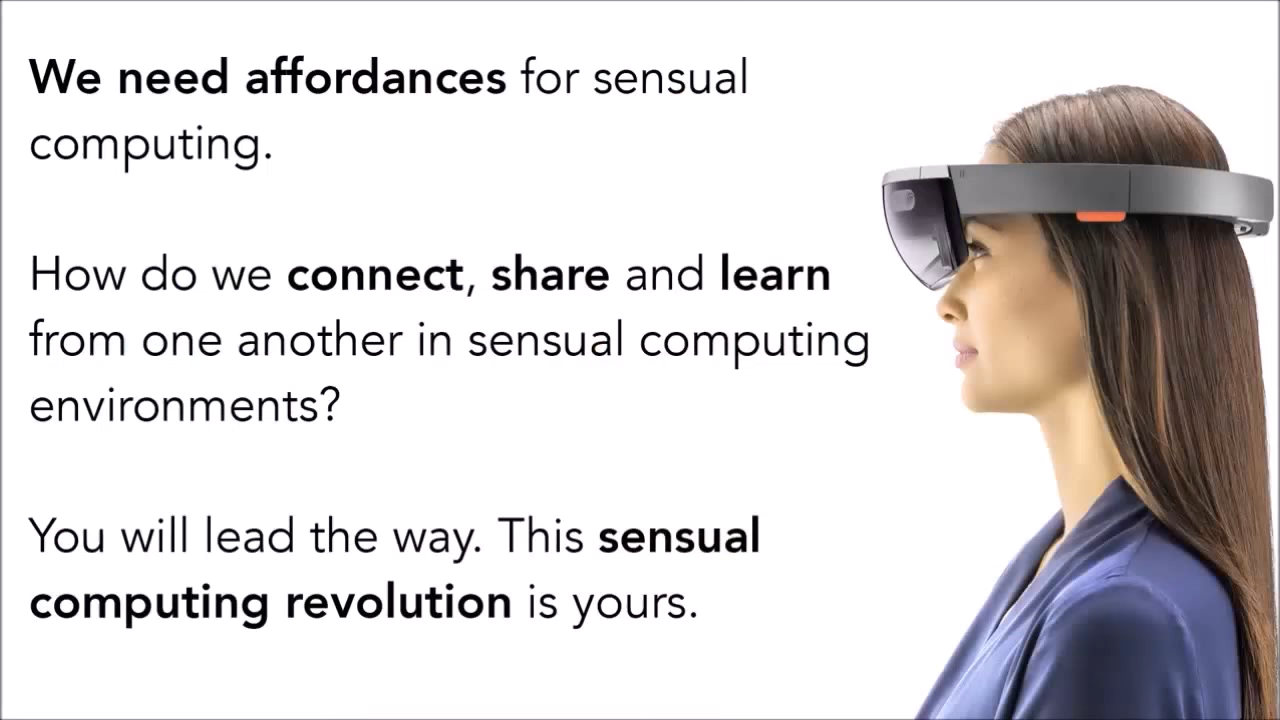 We need affordances for sensual
computing.
How do we connect, share and learn
from one another in sensual computing
environments?
You will lead the way. This sensual
computing revolution is yours.